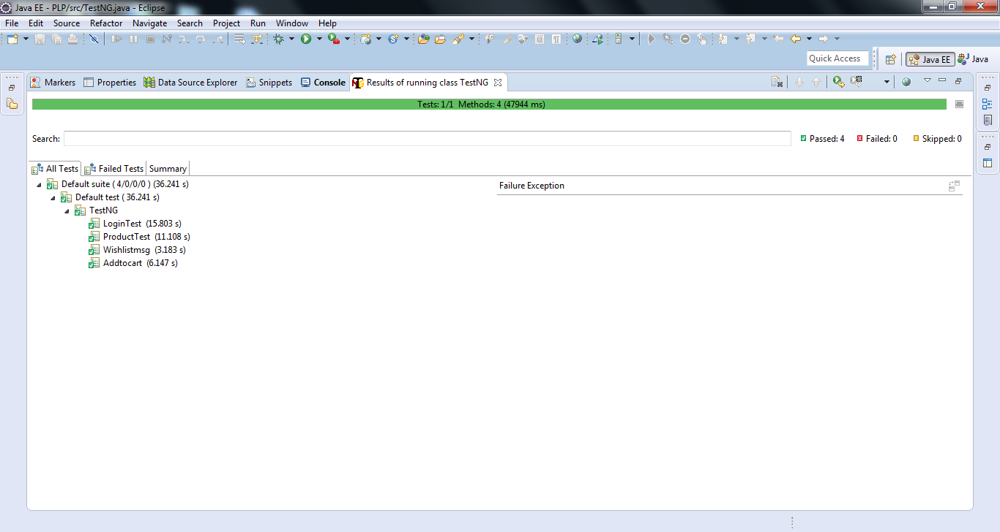 Java EE - PLP/src/TestNG.java - Eclipse
File Edit Source Refactor Navigate Search Project Run Window Help
Quick Access Java EE Java
Markers Properties Data Source Explorer Snippets Console Results of running class TestNG
Tests: 1/1 Methods: 4 (47944 ms)
Search: Passed: 4 Failed: 0 Skipped: 0
All Tests Failed Tests Summary
Default suite ( 4/0/0/0 ) (36.241 s)
Failure Exception
Default test ( 36.241 s)
TestNG
LoginTest (15.803 s)
ProductTest (11.108 s)
Wishlistmsg (3.183 s)
Addtocart (6.147 s)